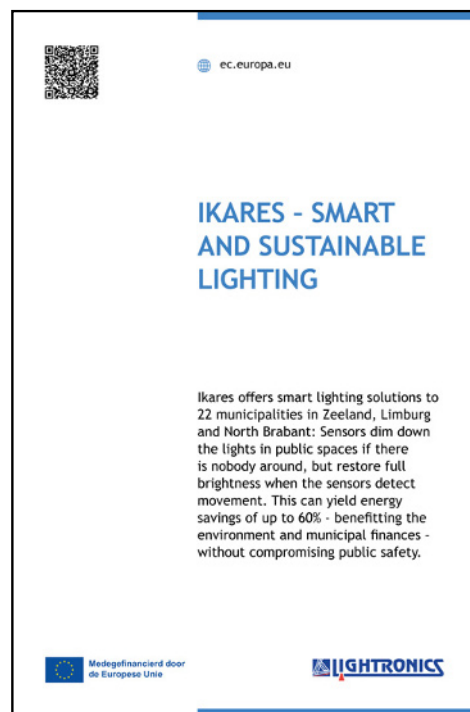 ec.europa.eu
IKARES – SMART
AND SUSTAINABLE
LIGHTING
Ikares offers smart lighting solutions to
22 municipalities in Zeeland, Limburg
and North Brabant: Sensors dim down
the lights in public spaces if there
is nobody around, but restore full
brightness when the sensors detect
movement. This can yield energy
savings of up to 60% - benefitting the
environment and municipal finances -
without compromising public safety.
Medegefinancierd door
de Europese Unie
LIGHTRONICS